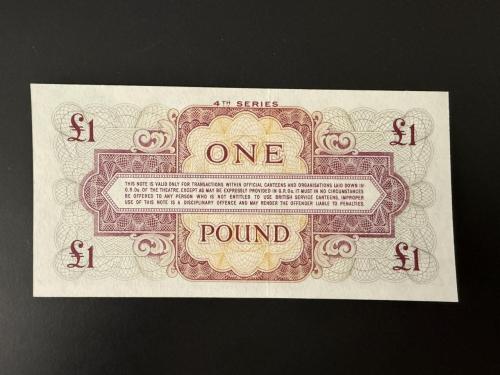 4TH SERIES
£1 £1
ONE
THIS NOTE IS VALID ONLY FOR TRANSACTIONS WITHIN OFFICIAL CANTEENS AND ORGANISATIONS LAID DOWN IN
G.R.Os. OF THE THEATRE. EXCEPT AS MAY BE EXPRESSLY PROVIDED IN G.R.Os. IT MUST IN NO CIRCUMSTANCES
BE OFFERED TO ANY PERSON WHO IS NOT ENTITLED TO USE BRITISH SERVICE CANTEENS, IMPROPER
USE OF THIS NOTE IS A DISCIPLINARY OFFENCE AND MAY RENDER THE OFFENDER LIABLE TO PENALTIES.
POUND
£1 £1